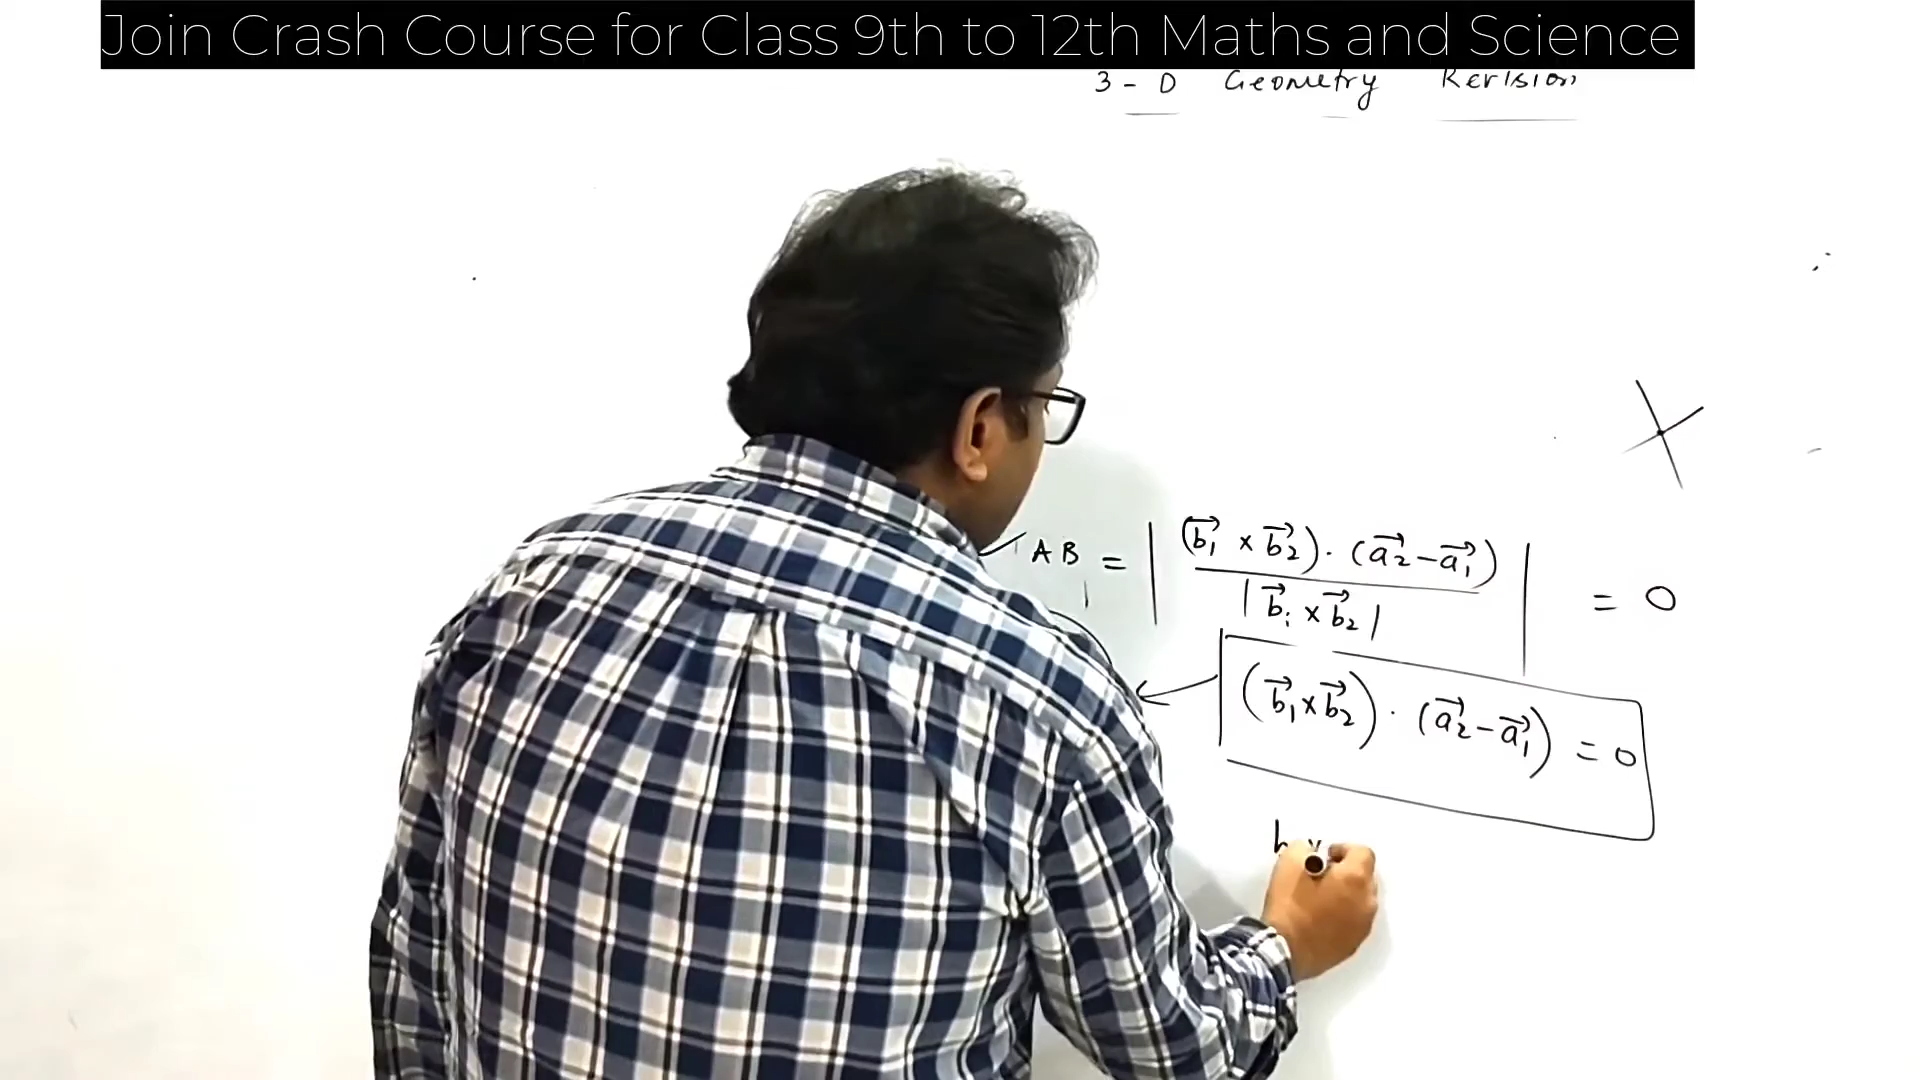 Join Crash Course for Class 9th to 12th Maths and Science
3 - D Geometry Revision
AB = | (b⃗₁ × b⃗₂) · (a⃗₂ - a⃗₁) / |b⃗₁ × b⃗₂| | = 0
(b⃗₁ × b⃗₂) · (a⃗₂ - a⃗₁) = 0
b ×